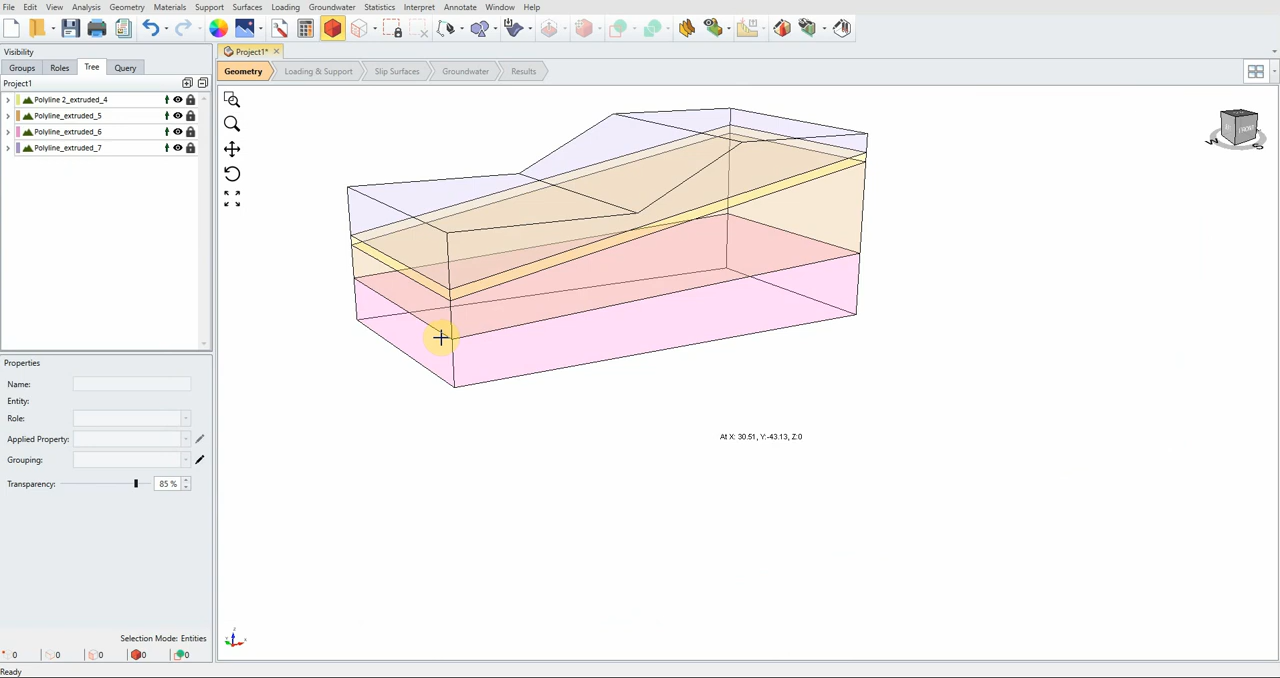 File Edit View Analysis Geometry Materials Support Surfaces Loading Groundwater Statistics Interpret Annotate Window Help
Visibility
Project1*
Groups Roles Tree Query
Geometry Loading & Support Slip Surfaces Groundwater Results
Project1
Polyline 2_extruded_4
Polyline_extruded_5
Polyline_extruded_6
Polyline_extruded_7
FRONT
W S
At X: 30.51, Y:-43.13, Z:0
Properties
Name:
Entity:
Role:
Applied Property:
Grouping:
Transparency: 85 %
Selection Mode: Entities
0 0 0 0 0
Ready